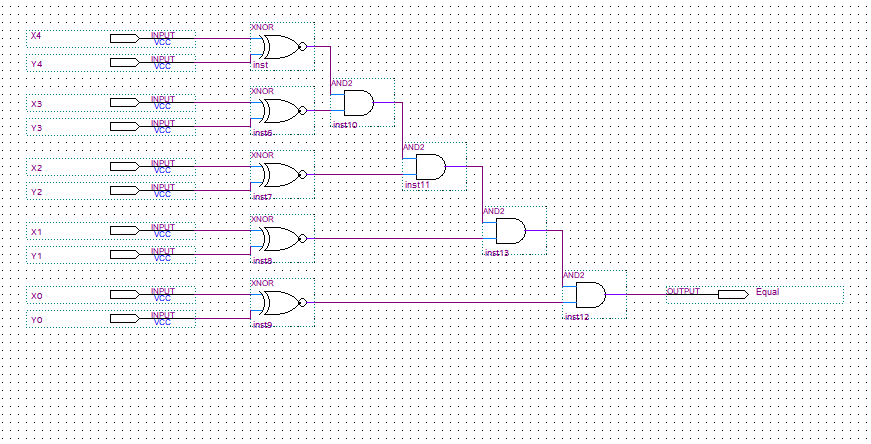 XNOR
X4 INPUT
VCC
Y4 INPUT
VCC
inst
AND2
XNOR
X3 INPUT
VCC
Y3 INPUT
VCC
inst6
inst10
AND2
XNOR
X2 INPUT
VCC
Y2 INPUT
VCC
inst7
inst11
AND2
XNOR
X1 INPUT
VCC
Y1 INPUT
VCC
inst8
inst13
AND2
XNOR
X0 INPUT
VCC
OUTPUT Equal
Y0 INPUT
VCC
inst9
inst12